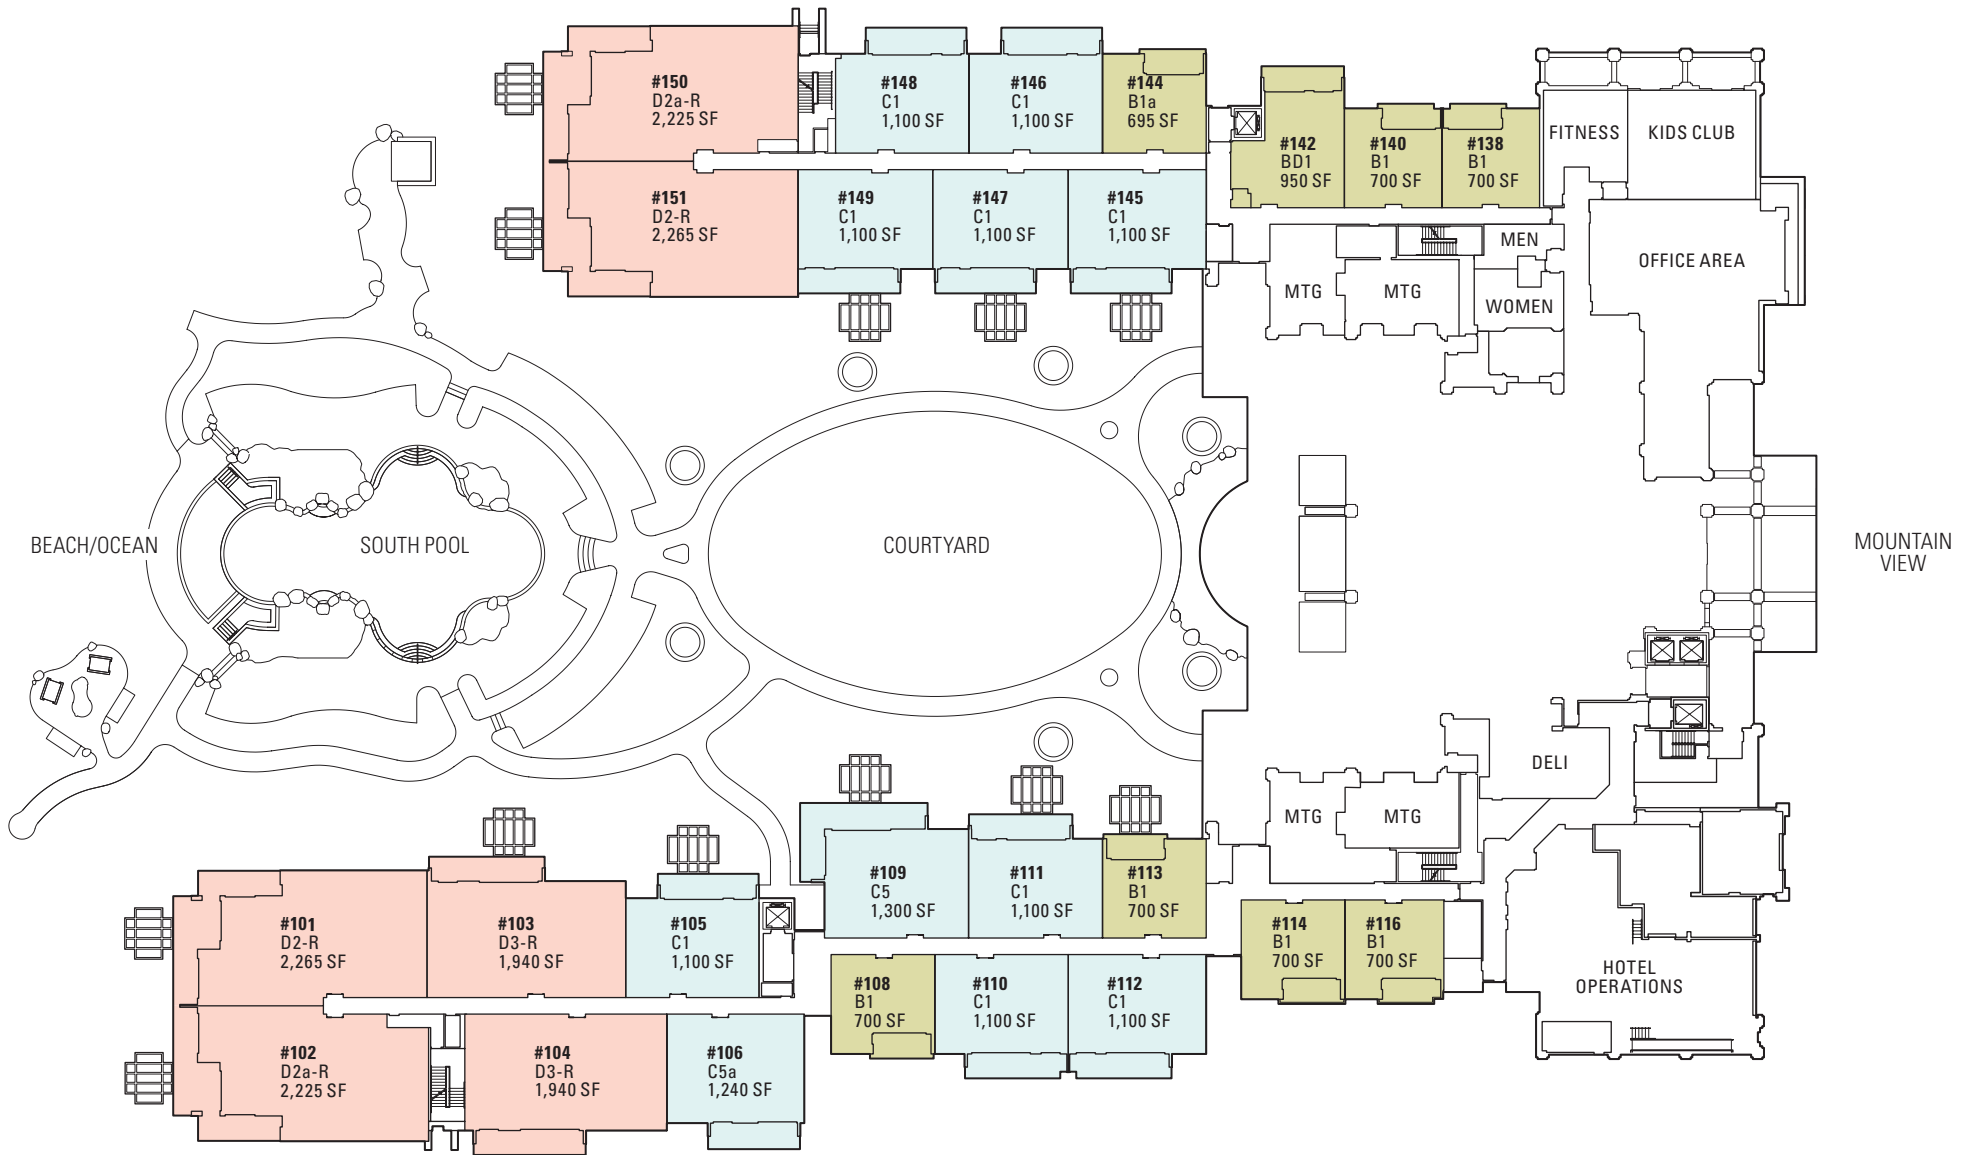 #150
D2a-R
2,225 SF
#148
C1
1,100 SF
#146
C1
1,100 SF
#144
B1a
695 SF
#142
BD1
950 SF
#140
B1
700 SF
#138
B1
700 SF
FITNESS
KIDS CLUB
#151
D2-R
2,265 SF
#149
C1
1,100 SF
#147
C1
1,100 SF
#145
C1
1,100 SF
MEN
OFFICE AREA
MTG
MTG
WOMEN
BEACH/OCEAN
SOUTH POOL
COURTYARD
MOUNTAIN
VIEW
DELI
MTG
MTG
#101
D2-R
2,265 SF
#103
D3-R
1,940 SF
#105
C1
1,100 SF
#109
C5
1,300 SF
#111
C1
1,100 SF
#113
B1
700 SF
#114
B1
700 SF
#116
B1
700 SF
HOTEL
OPERATIONS
#108
B1
700 SF
#110
C1
1,100 SF
#112
C1
1,100 SF
#102
D2a-R
2,225 SF
#104
D3-R
1,940 SF
#106
C5a
1,240 SF